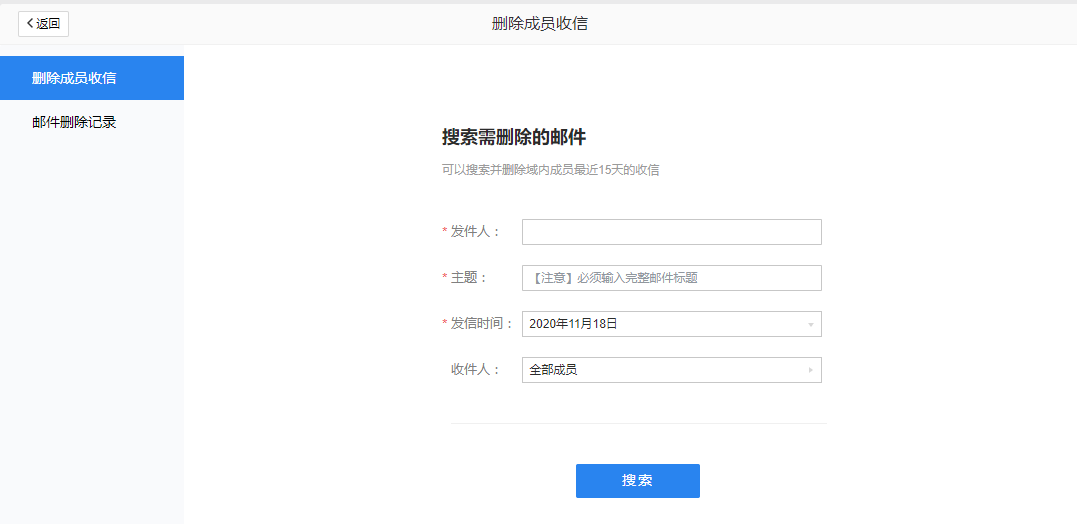 返回
删除成员收信
删除成员收信
邮件删除记录
搜索需删除的邮件
可以搜索并删除域内成员最近15天的收信
* 发件人：
* 主题： 【注意】必须输入完整邮件标题
* 发信时间： 2020年11月18日
收件人： 全部成员
搜索